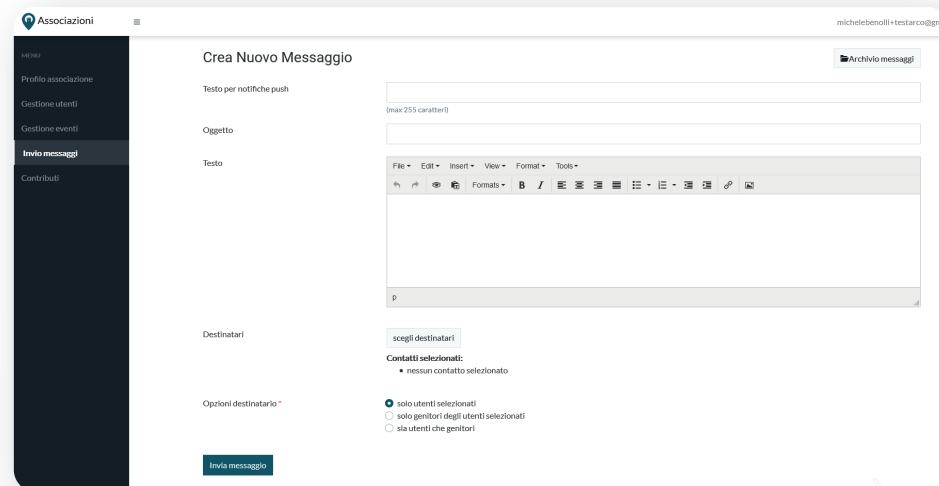 Associazioni
michelebenolli+testarco@gm
MENU
Profilo associazione
Gestione utenti
Gestione eventi
Invio messaggi
Contributi
Crea Nuovo Messaggio
Archivio messaggi
Testo per notifiche push
(max 255 caratteri)
Oggetto
Testo
File Edit Insert View Format Tools
Formats B I
p
Destinatari
scegli destinatari
Contatti selezionati:
nessun contatto selezionato
Opzioni destinatario *
solo utenti selezionati
solo genitori degli utenti selezionati
sia utenti che genitori
Invia messaggio